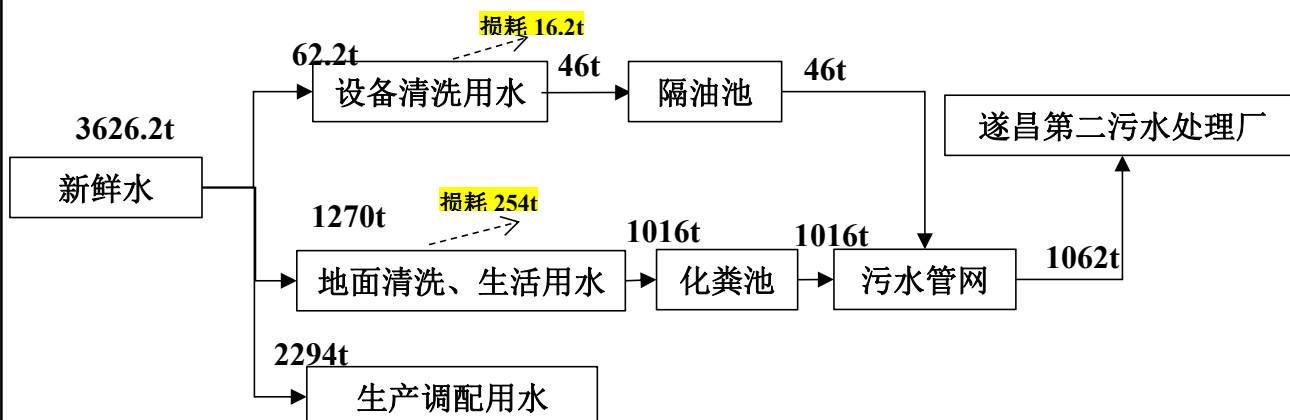 损耗 16.2t
62.2t
设备清洗用水
46t
隔油池
46t
遂昌第二污水处理厂
3626.2t
新鲜水
1270t
损耗 254t
地面清洗、生活用水
1016t
化粪池
1016t
污水管网
1062t
2294t
生产调配用水